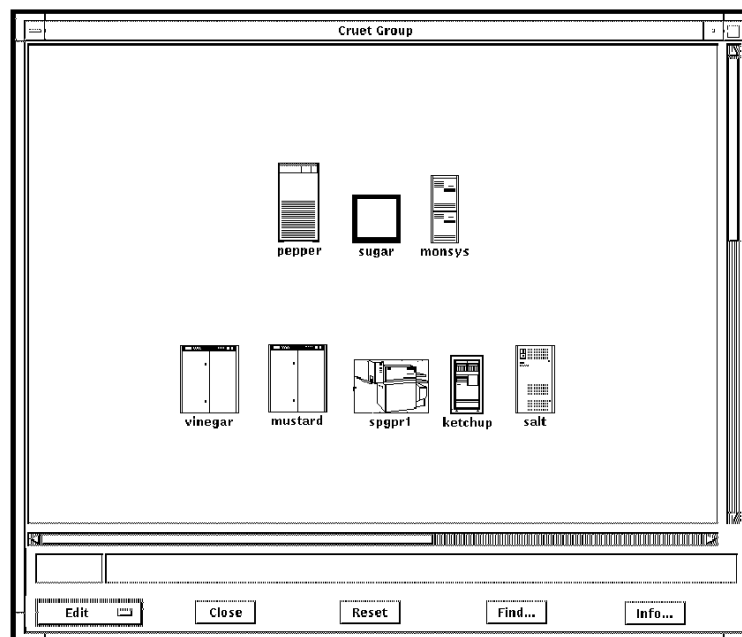 Cruet Group
pepper sugar monsys
vinegar mustard spgpr1 ketchup salt
Edit Close Reset Find... Info...